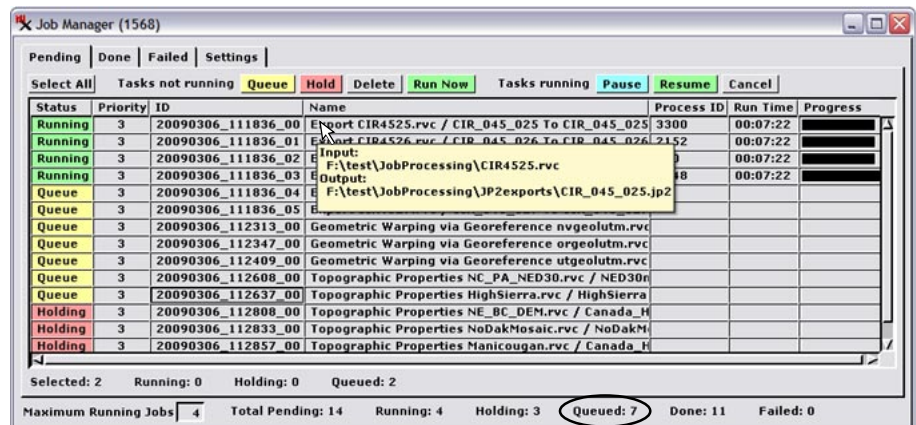 Job Manager (1568)
Pending Done Failed Settings
Select All Tasks not running Queue Hold Delete Run Now Tasks running Pause Resume Cancel
Status Priority ID Name Process ID Run Time Progress
Running 3 20090306_111836_00 Export CIR4525.rvc / CIR_045_025 To CIR_045_025 3300 00:07:22
Running 3 20090306_111836_01 Export CIR4526.rvc / CIR_045_026 To CIR_045_026 2152 00:07:22
Running 3 20090306_111836_02 00:07:22
Running 3 20090306_111836_03 00:07:22
Input:
F:\test\JobProcessing\CIR4525.rvc
Output:
F:\test\JobProcessing\JP2exports\CIR_045_025.jp2
Queue 3 20090306_111836_04
Queue 3 20090306_111836_05
Queue 3 20090306_112313_00 Geometric Warping via Georeference nvgeolutm.rvc
Queue 3 20090306_112347_00 Geometric Warping via Georeference orgeolutm.rvc
Queue 3 20090306_112409_00 Geometric Warping via Georeference utgeolutm.rvc
Queue 3 20090306_112608_00 Topographic Properties NC_PA_NED30.rvc / NED30m
Queue 3 20090306_112637_00 Topographic Properties HighSierra.rvc / HighSierra
Holding 3 20090306_112808_00 Topographic Properties NE_BC_DEM.rvc / Canada_H
Holding 3 20090306_112833_00 Topographic Properties NoDakMosaic.rvc / NoDakM
Holding 3 20090306_112857_00 Topographic Properties Manicougan.rvc / Canada_H
Selected: 2 Running: 0 Holding: 0 Queued: 2
Maximum Running Jobs 4 Total Pending: 14 Running: 4 Holding: 3 Queued: 7 Done: 11 Failed: 0